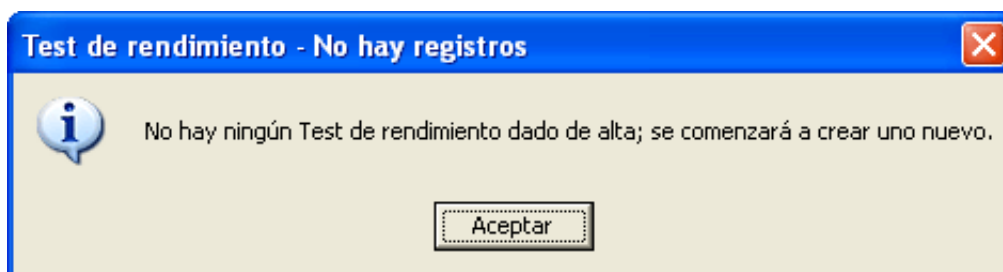 Test de rendimiento - No hay registros
No hay ningún Test de rendimiento dado de alta; se comenzará a crear uno nuevo.
Aceptar